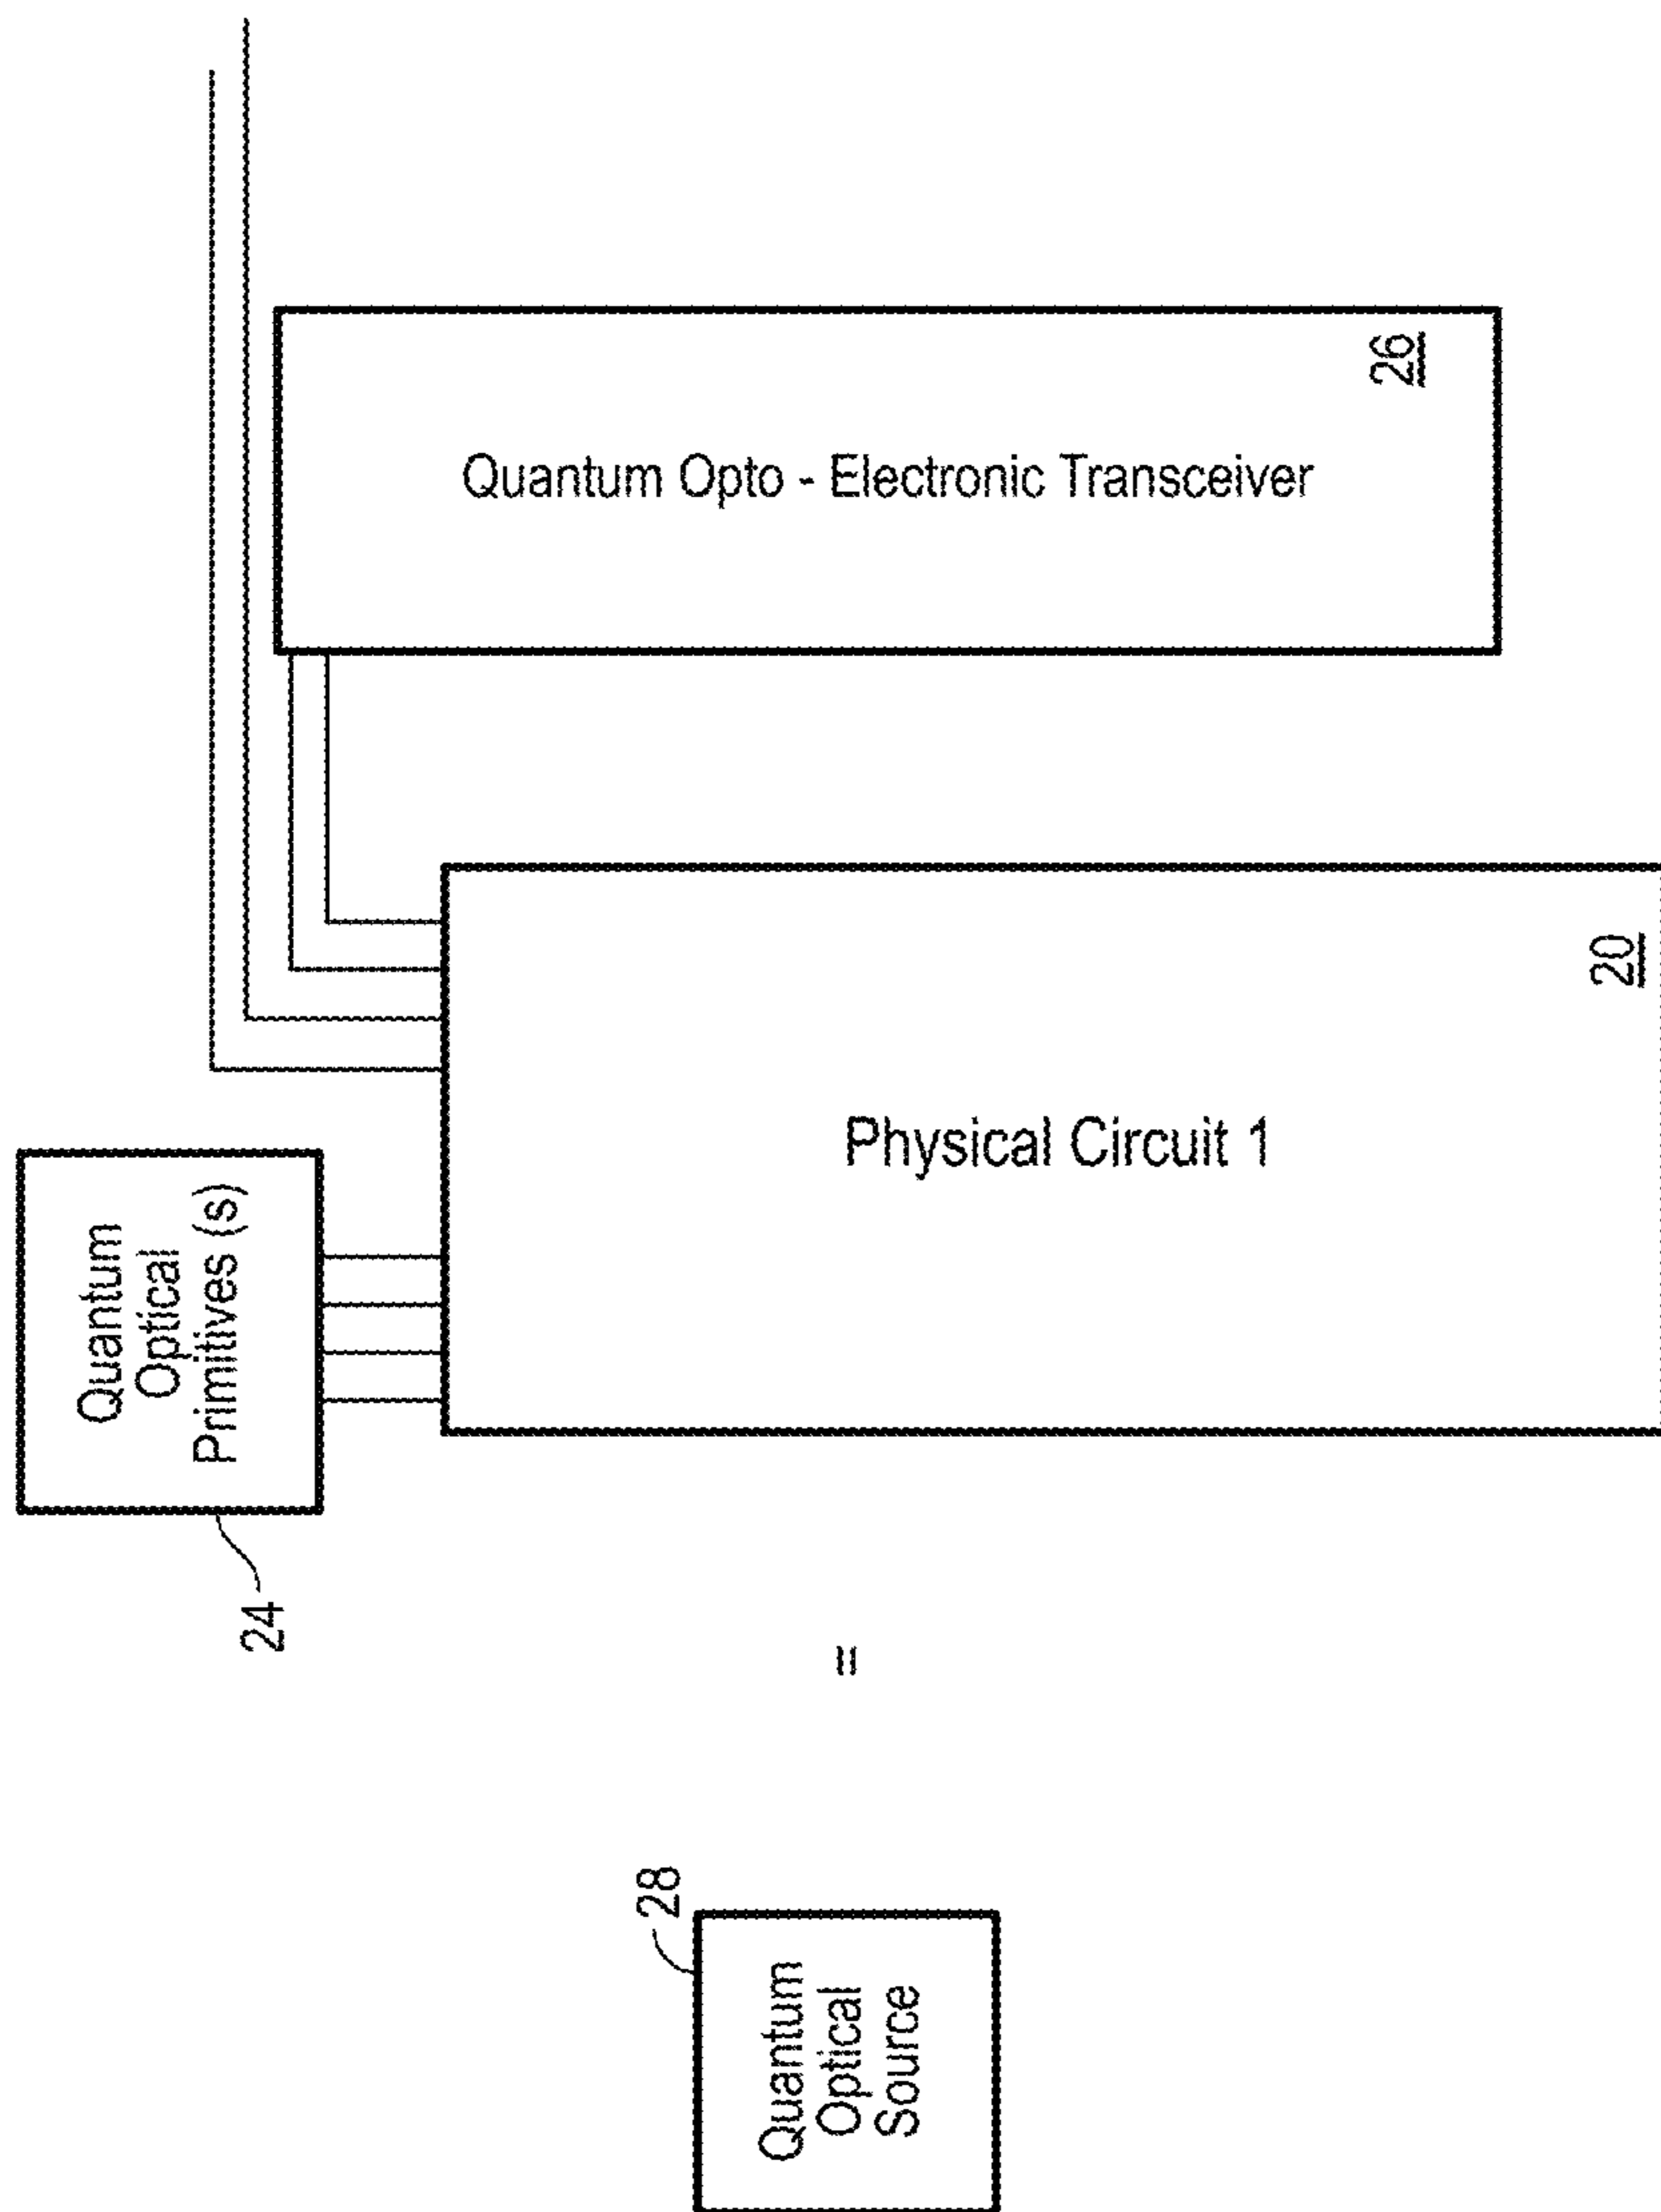 Quantum
Optical
Source
28
=
24
Quantum
Optical
Primitives (s)
Physical Circuit 1
20
Quantum Opto - Electronic Transceiver
26